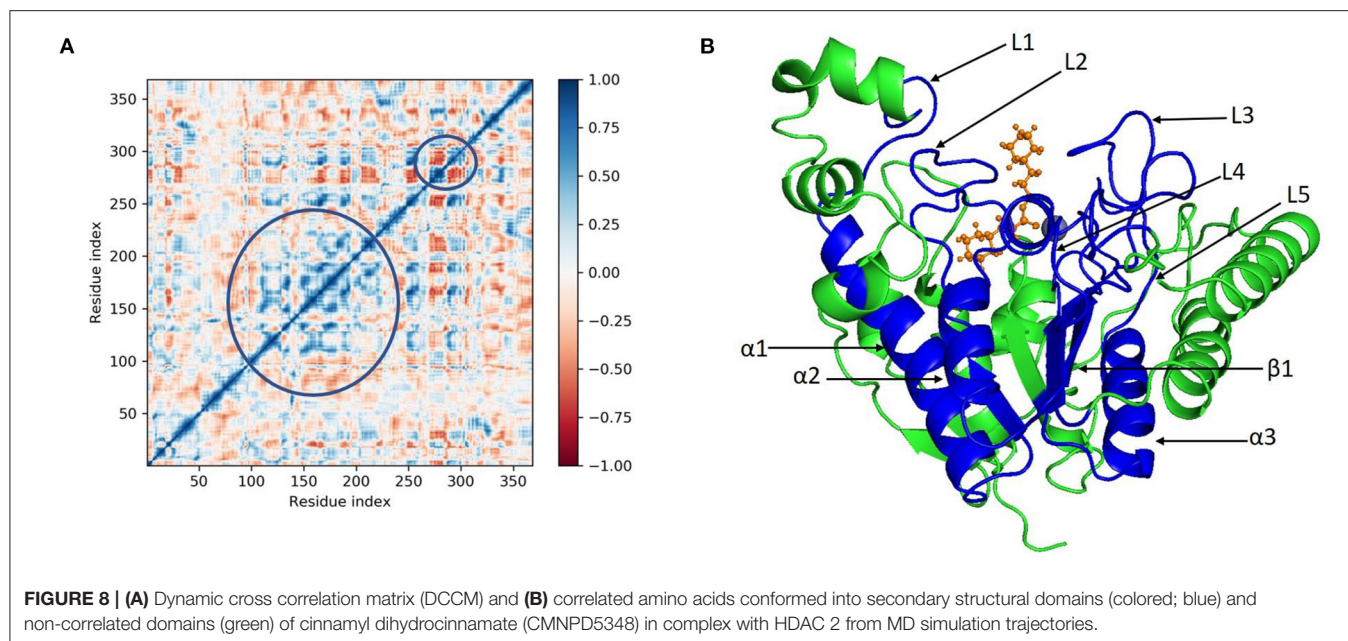 A
350
300
250
200
150
100
50
Residue index
50 100 150 200 250 300 350
Residue index
1.00
0.75
0.50
0.25
0.00
−0.25
−0.50
−0.75
−1.00
B
L1
L2
L3
L4
L5
α1
α2
β1
α3
FIGURE 8 | (A) Dynamic cross correlation matrix (DCCM) and (B) correlated amino acids conformed into secondary structural domains (colored; blue) and
non-correlated domains (green) of cinnamyl dihydrocinnamate (CMNPD5348) in complex with HDAC 2 from MD simulation trajectories.